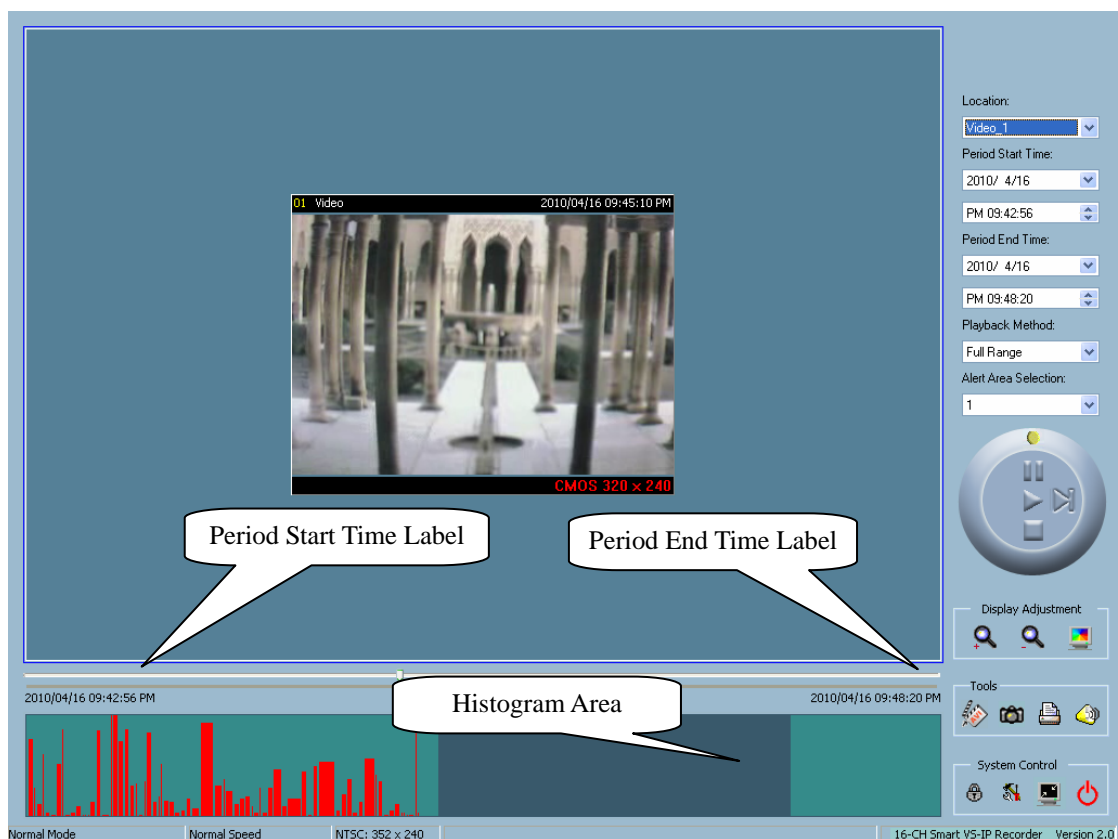 01 Video 2010/04/16 09:45:10 PM
CMOS 320 × 240
Period Start Time Label
Period End Time Label
2010/04/16 09:42:56 PM
2010/04/16 09:48:20 PM
Histogram Area
Location:
Video_1
Period Start Time:
2010/ 4/16
PM 09:42:56
Period End Time:
2010/ 4/16
PM 09:48:20
Playback Method:
Full Range
Alert Area Selection:
1
Display Adjustment
Tools
System Control
Normal Mode
Normal Speed
NTSC: 352 × 240
16-CH Smart VS-IP Recorder Version 2.0